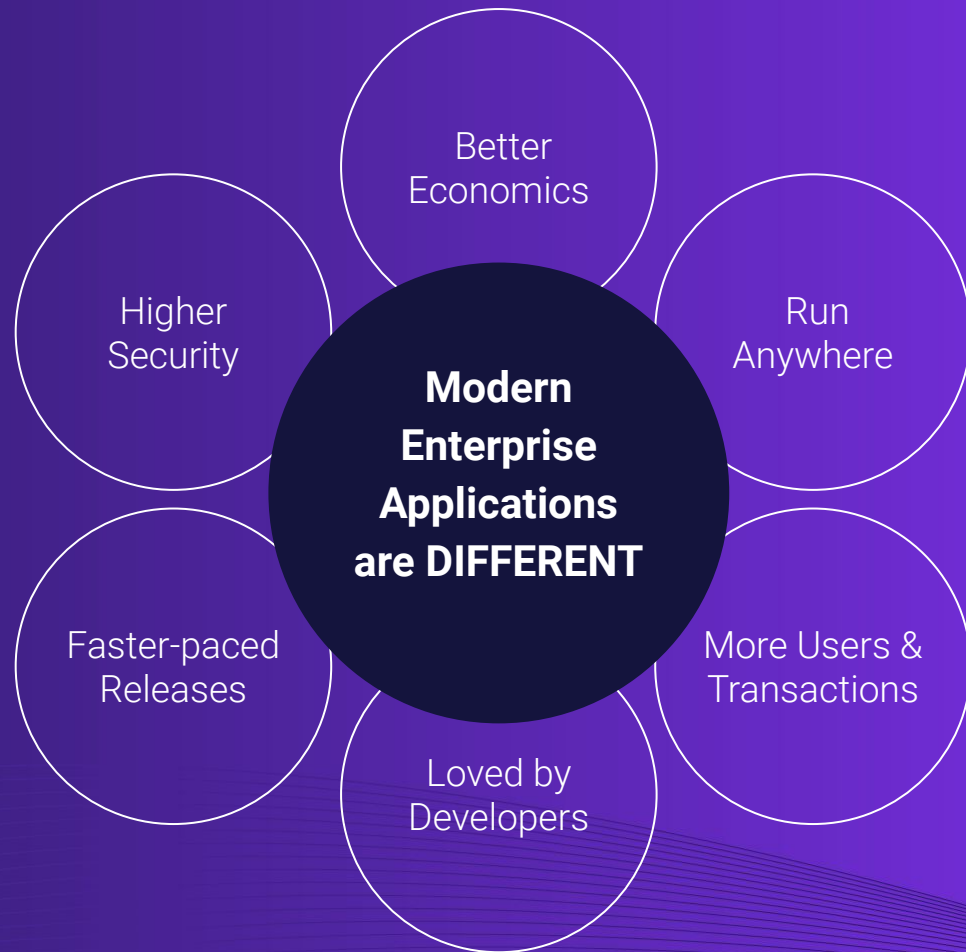 Better
Economics
Higher
Security
Run
Anywhere
Modern
Enterprise
Applications
are DIFFERENT
Faster-paced
Releases
More Users &
Transactions
Loved by
Developers